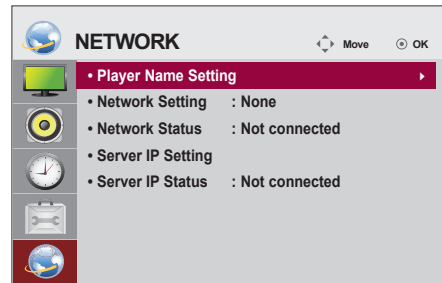 NETWORK Move OK
• Player Name Setting
• Network Setting : None
• Network Status : Not connected
• Server IP Setting
• Server IP Status : Not connected